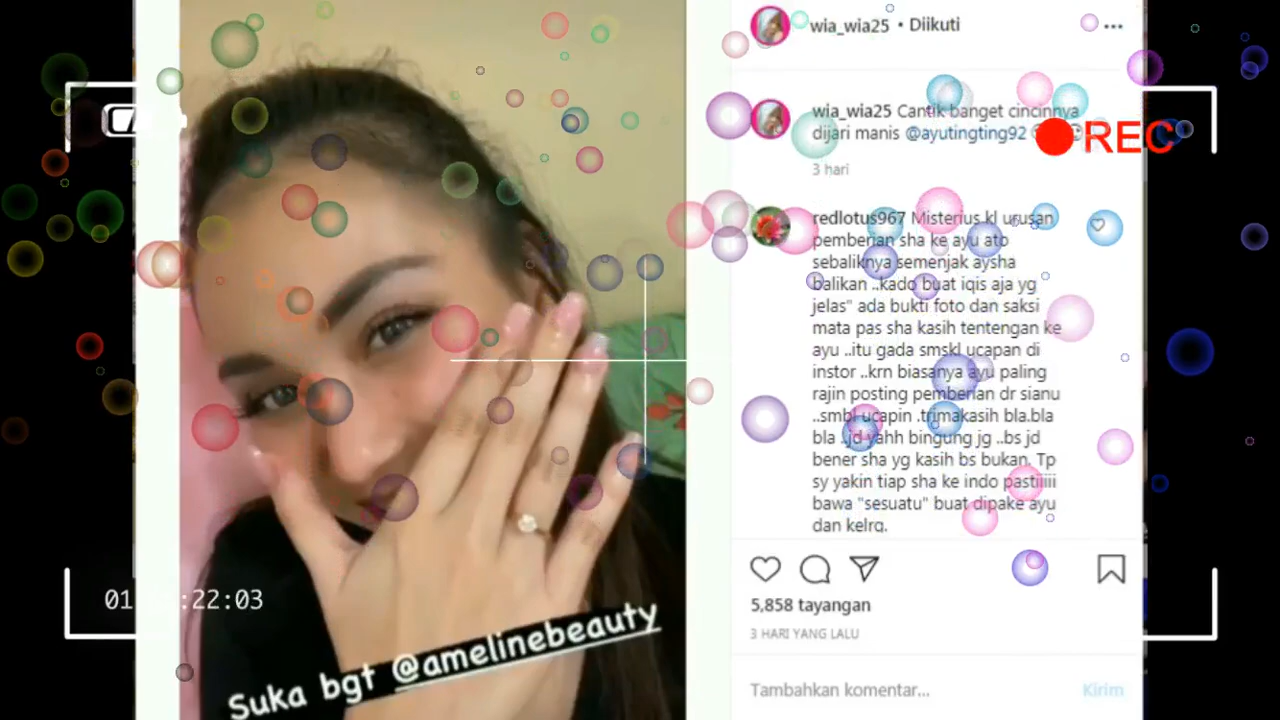 wia_wia25 • Diikuti
wia_wia25 Cantik banget cincinnya
dijari manis @ayutingting92
3 hari
REC
redlotus967 Misterius kl urusan
pemberian sha ke ayu ato
sebaliknya semenjak aysha
balikan ..kado buat iqis aja yg
jelas" ada bukti foto dan saksi
mata pas sha kasih tentengan ke
ayu ..itu gada smskl ucapan di
instor ..krn biasanya ayu paling
rajin posting pemberian dr sianu
..smbl ucapin .trimakasih bla.bla
bla ..jd yahh bingung jg ..bs jd
bener sha yg kasih bs bukan. Tp
sy yakin tiap sha ke indo pastiiiiii
bawa "sesuatu" buat dipake ayu
dan kelrg.
5,858 tayangan
3 HARI YANG LALU
Tambahkan komentar...
Kirim
01 :22:03
Suka bgt @amelinebeauty